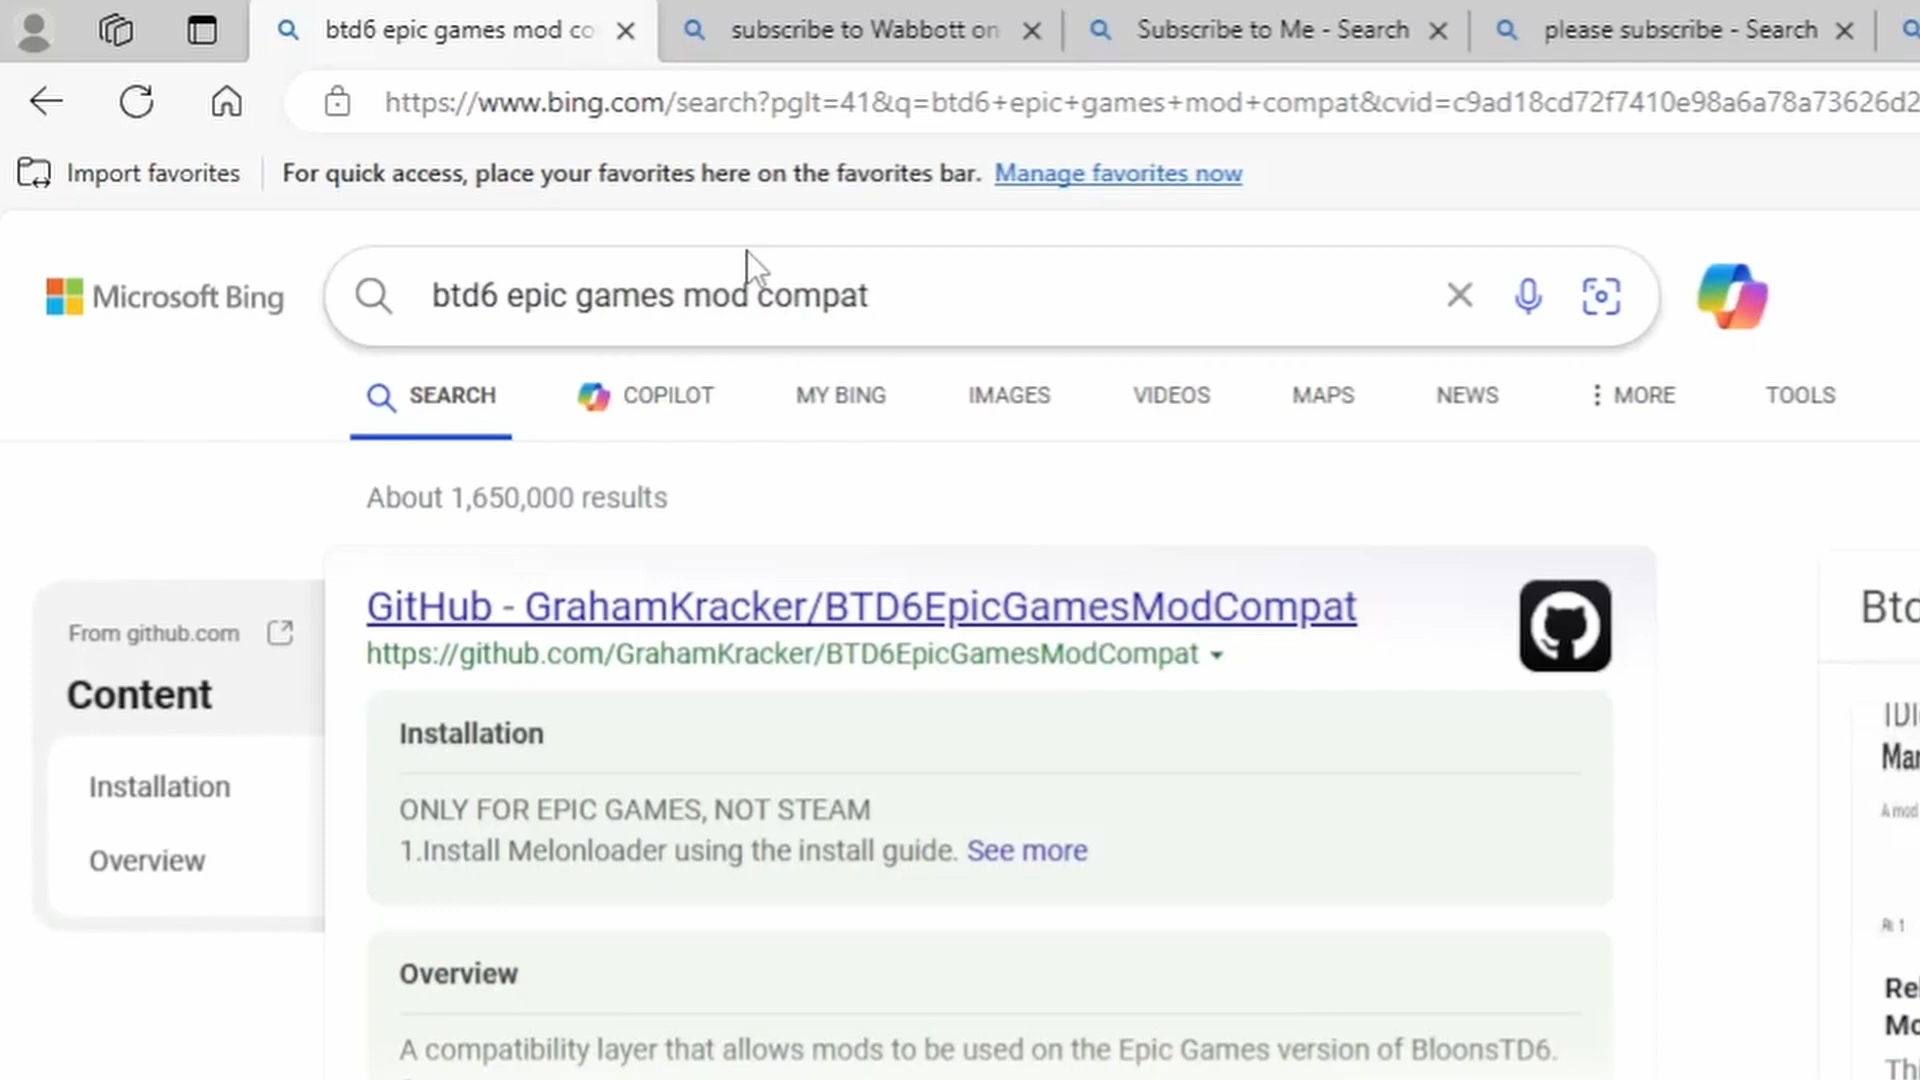 btd6 epic games mod co
subscribe to Wabbott on
Subscribe to Me - Search
please subscribe - Search
https://www.bing.com/search?pglt=41&q=btd6+epic+games+mod+compat&cvid=c9ad18cd72f7410e98a6a78a73626d2
Import favorites
For quick access, place your favorites here on the favorites bar. Manage favorites now
Microsoft Bing
btd6 epic games mod compat
SEARCH
COPILOT
MY BING
IMAGES
VIDEOS
MAPS
NEWS
MORE
TOOLS
About 1,650,000 results
From github.com
Content
Installation
Overview
GitHub - GrahamKracker/BTD6EpicGamesModCompat
https://github.com/GrahamKracker/BTD6EpicGamesModCompat
Installation
ONLY FOR EPIC GAMES, NOT STEAM
1.Install Melonloader using the install guide. See more
Overview
A compatibility layer that allows mods to be used on the Epic Games version of BloonsTD6.
Btd
Mar
A mod
Rel
Mo
Thi